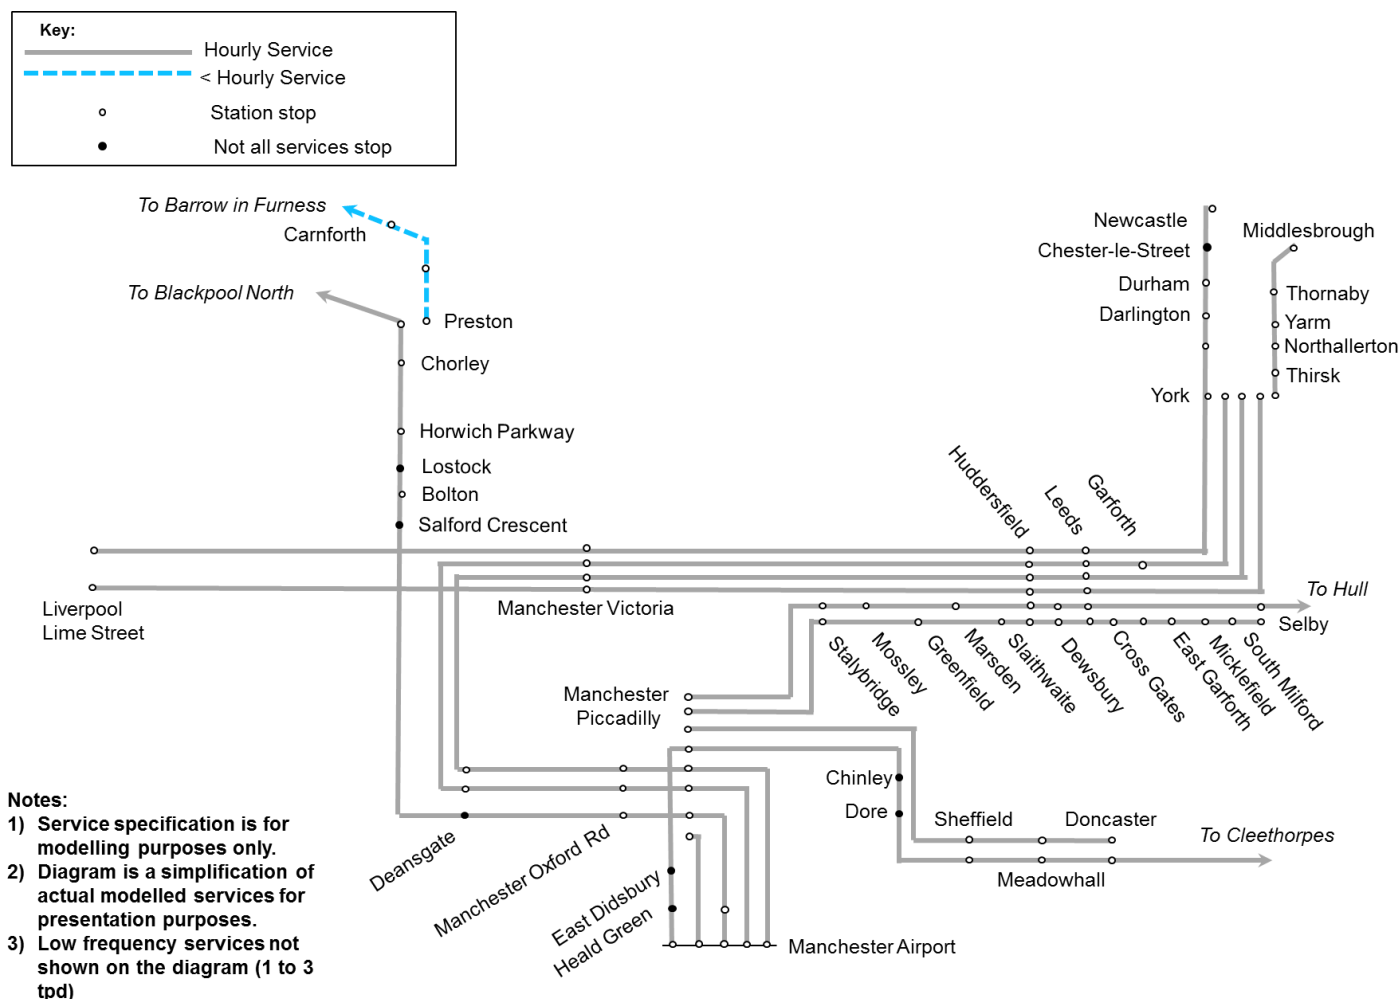 Key:
Hourly Service
< Hourly Service
Station stop
Not all services stop
To Barrow in Furness
Carnforth
To Blackpool North
Preston
Chorley
Horwich Parkway
Lostock
Bolton
Salford Crescent
Newcastle
Chester-le-Street
Durham
Darlington
York
Middlesbrough
Thornaby
Yarm
Northallerton
Thirsk
Huddersfield
Leeds
Garforth
Liverpool
Lime Street
Manchester Victoria
To Hull
Selby
Stalybridge
Mossley
Greenfield
Marsden
Slaithwaite
Dewsbury
Cross Gates
East Garforth
Micklefield
South Milford
Manchester
Piccadilly
Chinley
Dore
Sheffield
Doncaster
Meadowhall
To Cleethorpes
Deansgate
Manchester Oxford Rd
East Didsbury
Heald Green
Manchester Airport
Notes:
1) Service specification is for
modelling purposes only.
2) Diagram is a simplification of
actual modelled services for
presentation purposes.
3) Low frequency services not
shown on the diagram (1 to 3
tpd)